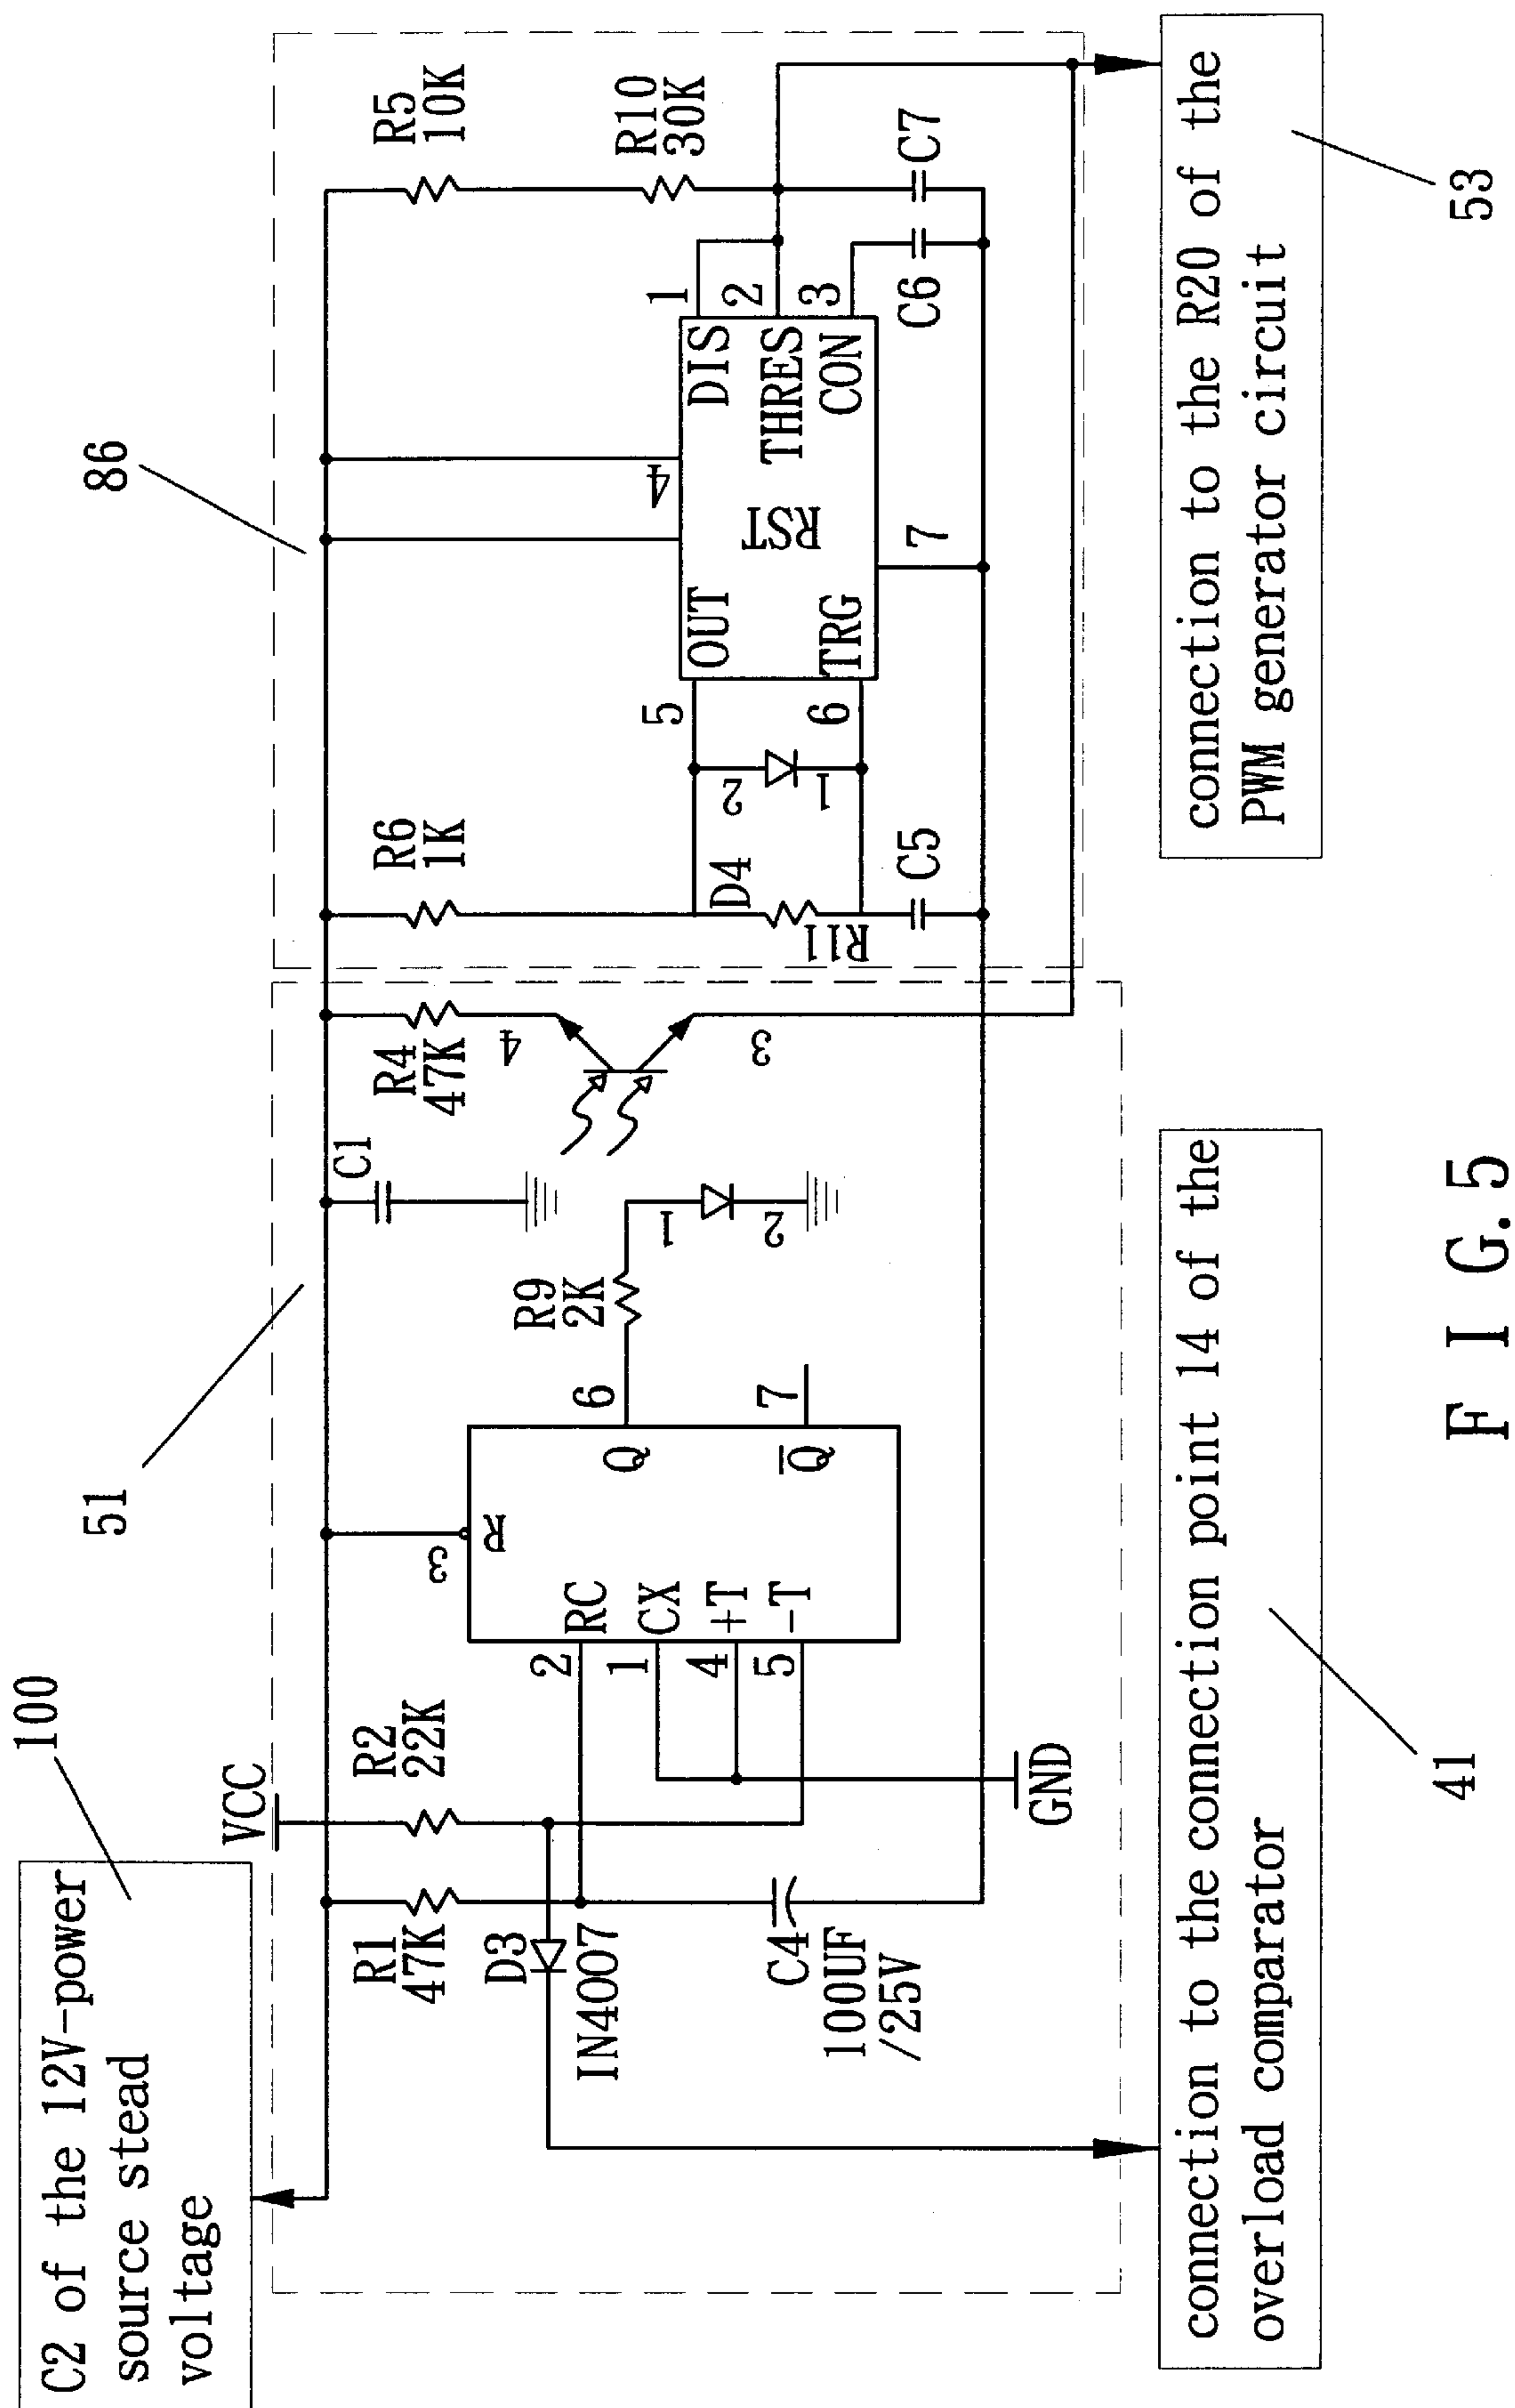 C2 of the 12V-power
source stead
voltage
100
51
86
VCC
R1
47K
R2
22K
D3
IN4007
C4
100UF
/25V
GND
2
1
4
5
RC
CX
+T
-T
3
R
Q
Q̅
6
7
R9
2K
1
2
C1
R4
47K
4
3
R6
1K
D4
R11
C5
2
1
5
6
OUT
TRG
RST
4
7
DIS
THRES
CON
1
2
3
R5
10K
R10
30K
C6
C7
connection to the connection point 14 of the
overload comparator
41
connection to the R20 of the
PWM generator circuit
53
F I G. 5